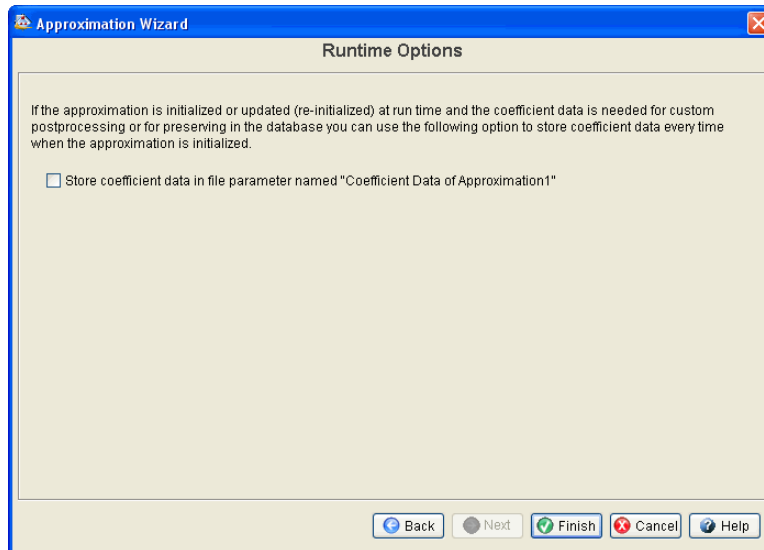 Approximation Wizard
Runtime Options
If the approximation is initialized or updated (re-initialized) at run time and the coefficient data is needed for custom
postprocessing or for preserving in the database you can use the following option to store coefficient data every time
when the approximation is initialized.
Store coefficient data in file parameter named "Coefficient Data of Approximation1"
Back Next Finish Cancel Help